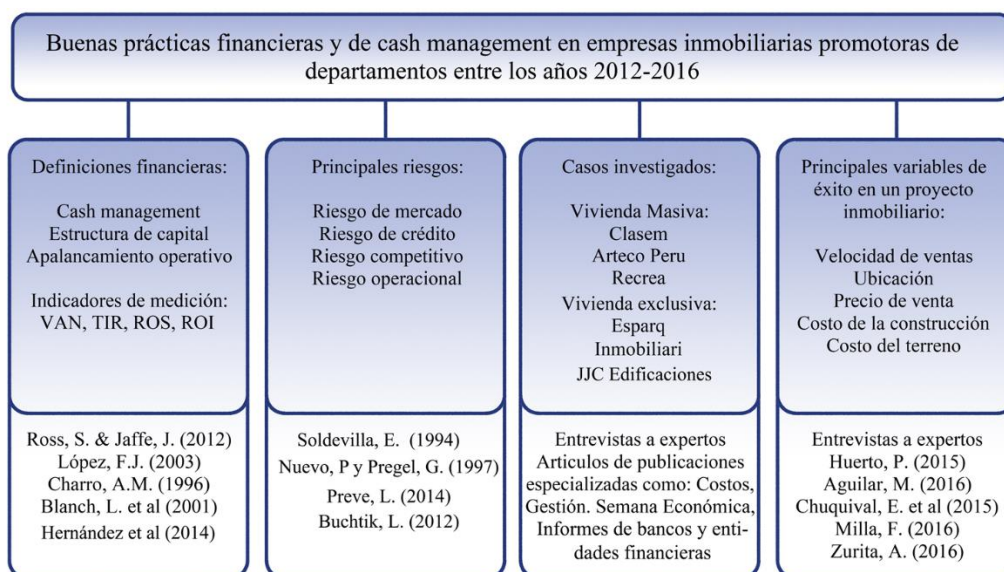 Buenas prácticas financieras y de cash management en empresas inmobiliarias promotoras de
departamentos entre los años 2012-2016
Definiciones financieras:
Cash management
Estructura de capital
Apalancamiento operativo
Indicadores de medición:
VAN, TIR, ROS, ROI
Ross, S. & Jaffe, J. (2012)
López, F.J. (2003)
Charro, A.M. (1996)
Blanch, L. et al (2001)
Hernández et al (2014)
Principales riesgos:
Riesgo de mercado
Riesgo de crédito
Riesgo competitivo
Riesgo operacional
Soldevilla, E. (1994)
Nuevo, P y Pregel, G. (1997)
Preve, L. (2014)
Buchtik, L. (2012)
Casos investigados:
Vivienda Masiva:
Clasem
Arteco Peru
Recrea
Vivienda exclusiva:
Esparq
Inmobiliari
JJC Edificaciones
Entrevistas a expertos
Articulos de publicaciones
especializadas como: Costos,
Gestión. Semana Económica,
Informes de bancos y enti-
dades financieras
Principales variables de
éxito en un proyecto
inmobiliario:
Velocidad de ventas
Ubicación
Precio de venta
Costo de la construcción
Costo del terreno
Entrevistas a expertos
Huerto, P. 2015)
Aguilar, M. (2016)
Chuquival, E. et al (2015)
Milla, F. (2016)
Zurita, A. (2016)